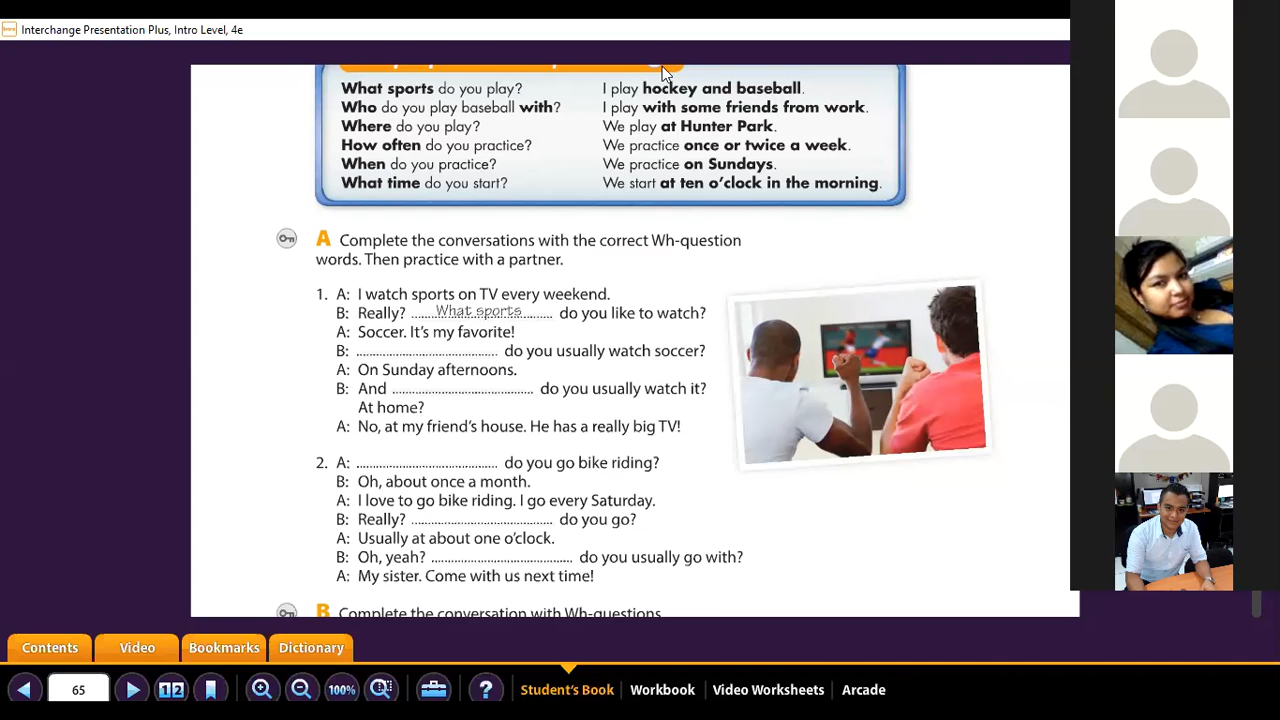 Interchange Presentation Plus, Intro Level, 4e
What sports do you play? I play hockey and baseball.
Who do you play baseball with? I play with some friends from work.
Where do you play? We play at Hunter Park.
How often do you practice? We practice once or twice a week.
When do you practice? We practice on Sundays.
What time do you start? We start at ten o'clock in the morning.
A Complete the conversations with the correct Wh-question
words. Then practice with a partner.
1. A: I watch sports on TV every weekend.
B: Really? What sports do you like to watch?
A: Soccer. It's my favorite!
B: ................................... do you usually watch soccer?
A: On Sunday afternoons.
B: And ................................... do you usually watch it?
At home?
A: No, at my friend's house. He has a really big TV!
2. A: ................................... do you go bike riding?
B: Oh, about once a month.
A: I love to go bike riding. I go every Saturday.
B: Really? ................................... do you go?
A: Usually at about one o'clock.
B: Oh, yeah? ................................... do you usually go with?
A: My sister. Come with us next time!
B Complete the conversation with Wh-questions
Contents Video Bookmarks Dictionary
65 1 2 100% ? Student's Book Workbook Video Worksheets Arcade